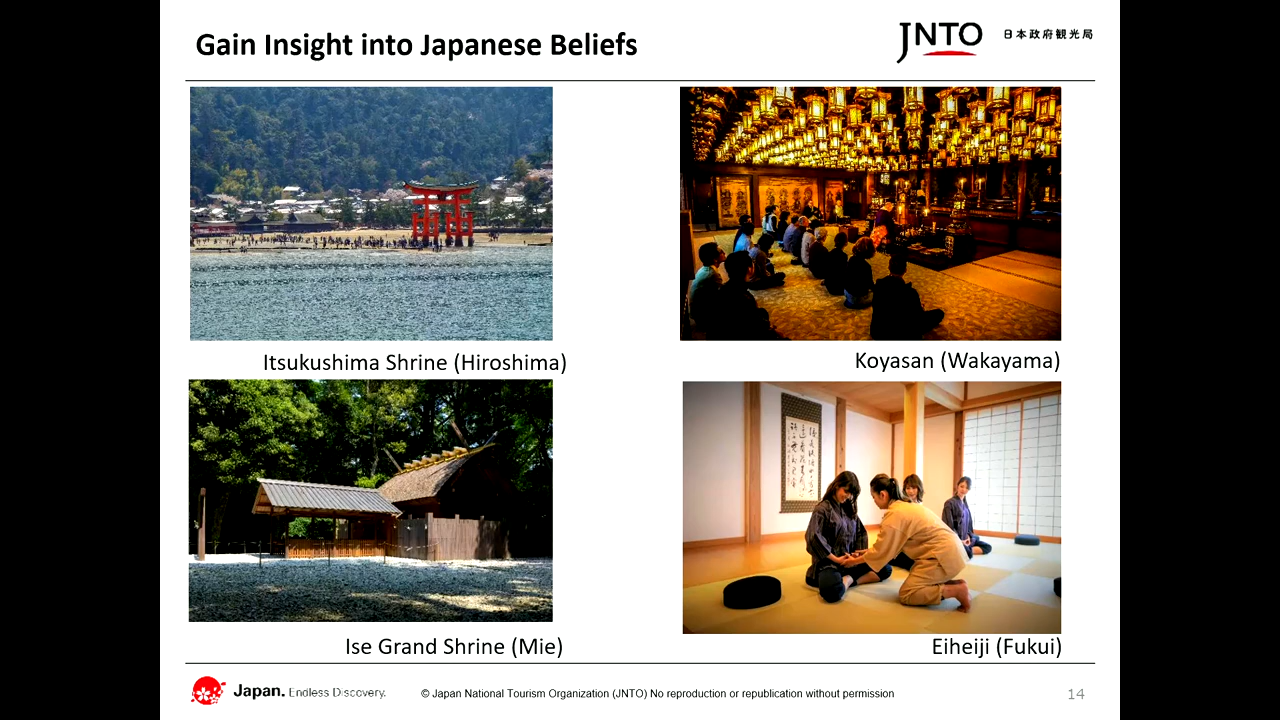 Gain Insight into Japanese Beliefs
JNTO
日本政府観光局
Itsukushima Shrine (Hiroshima)
Koyasan (Wakayama)
Ise Grand Shrine (Mie)
Eiheiji (Fukui)
Japan. Endless Discovery.
© Japan National Tourism Organization (JNTO) No reproduction or republication without permission
14